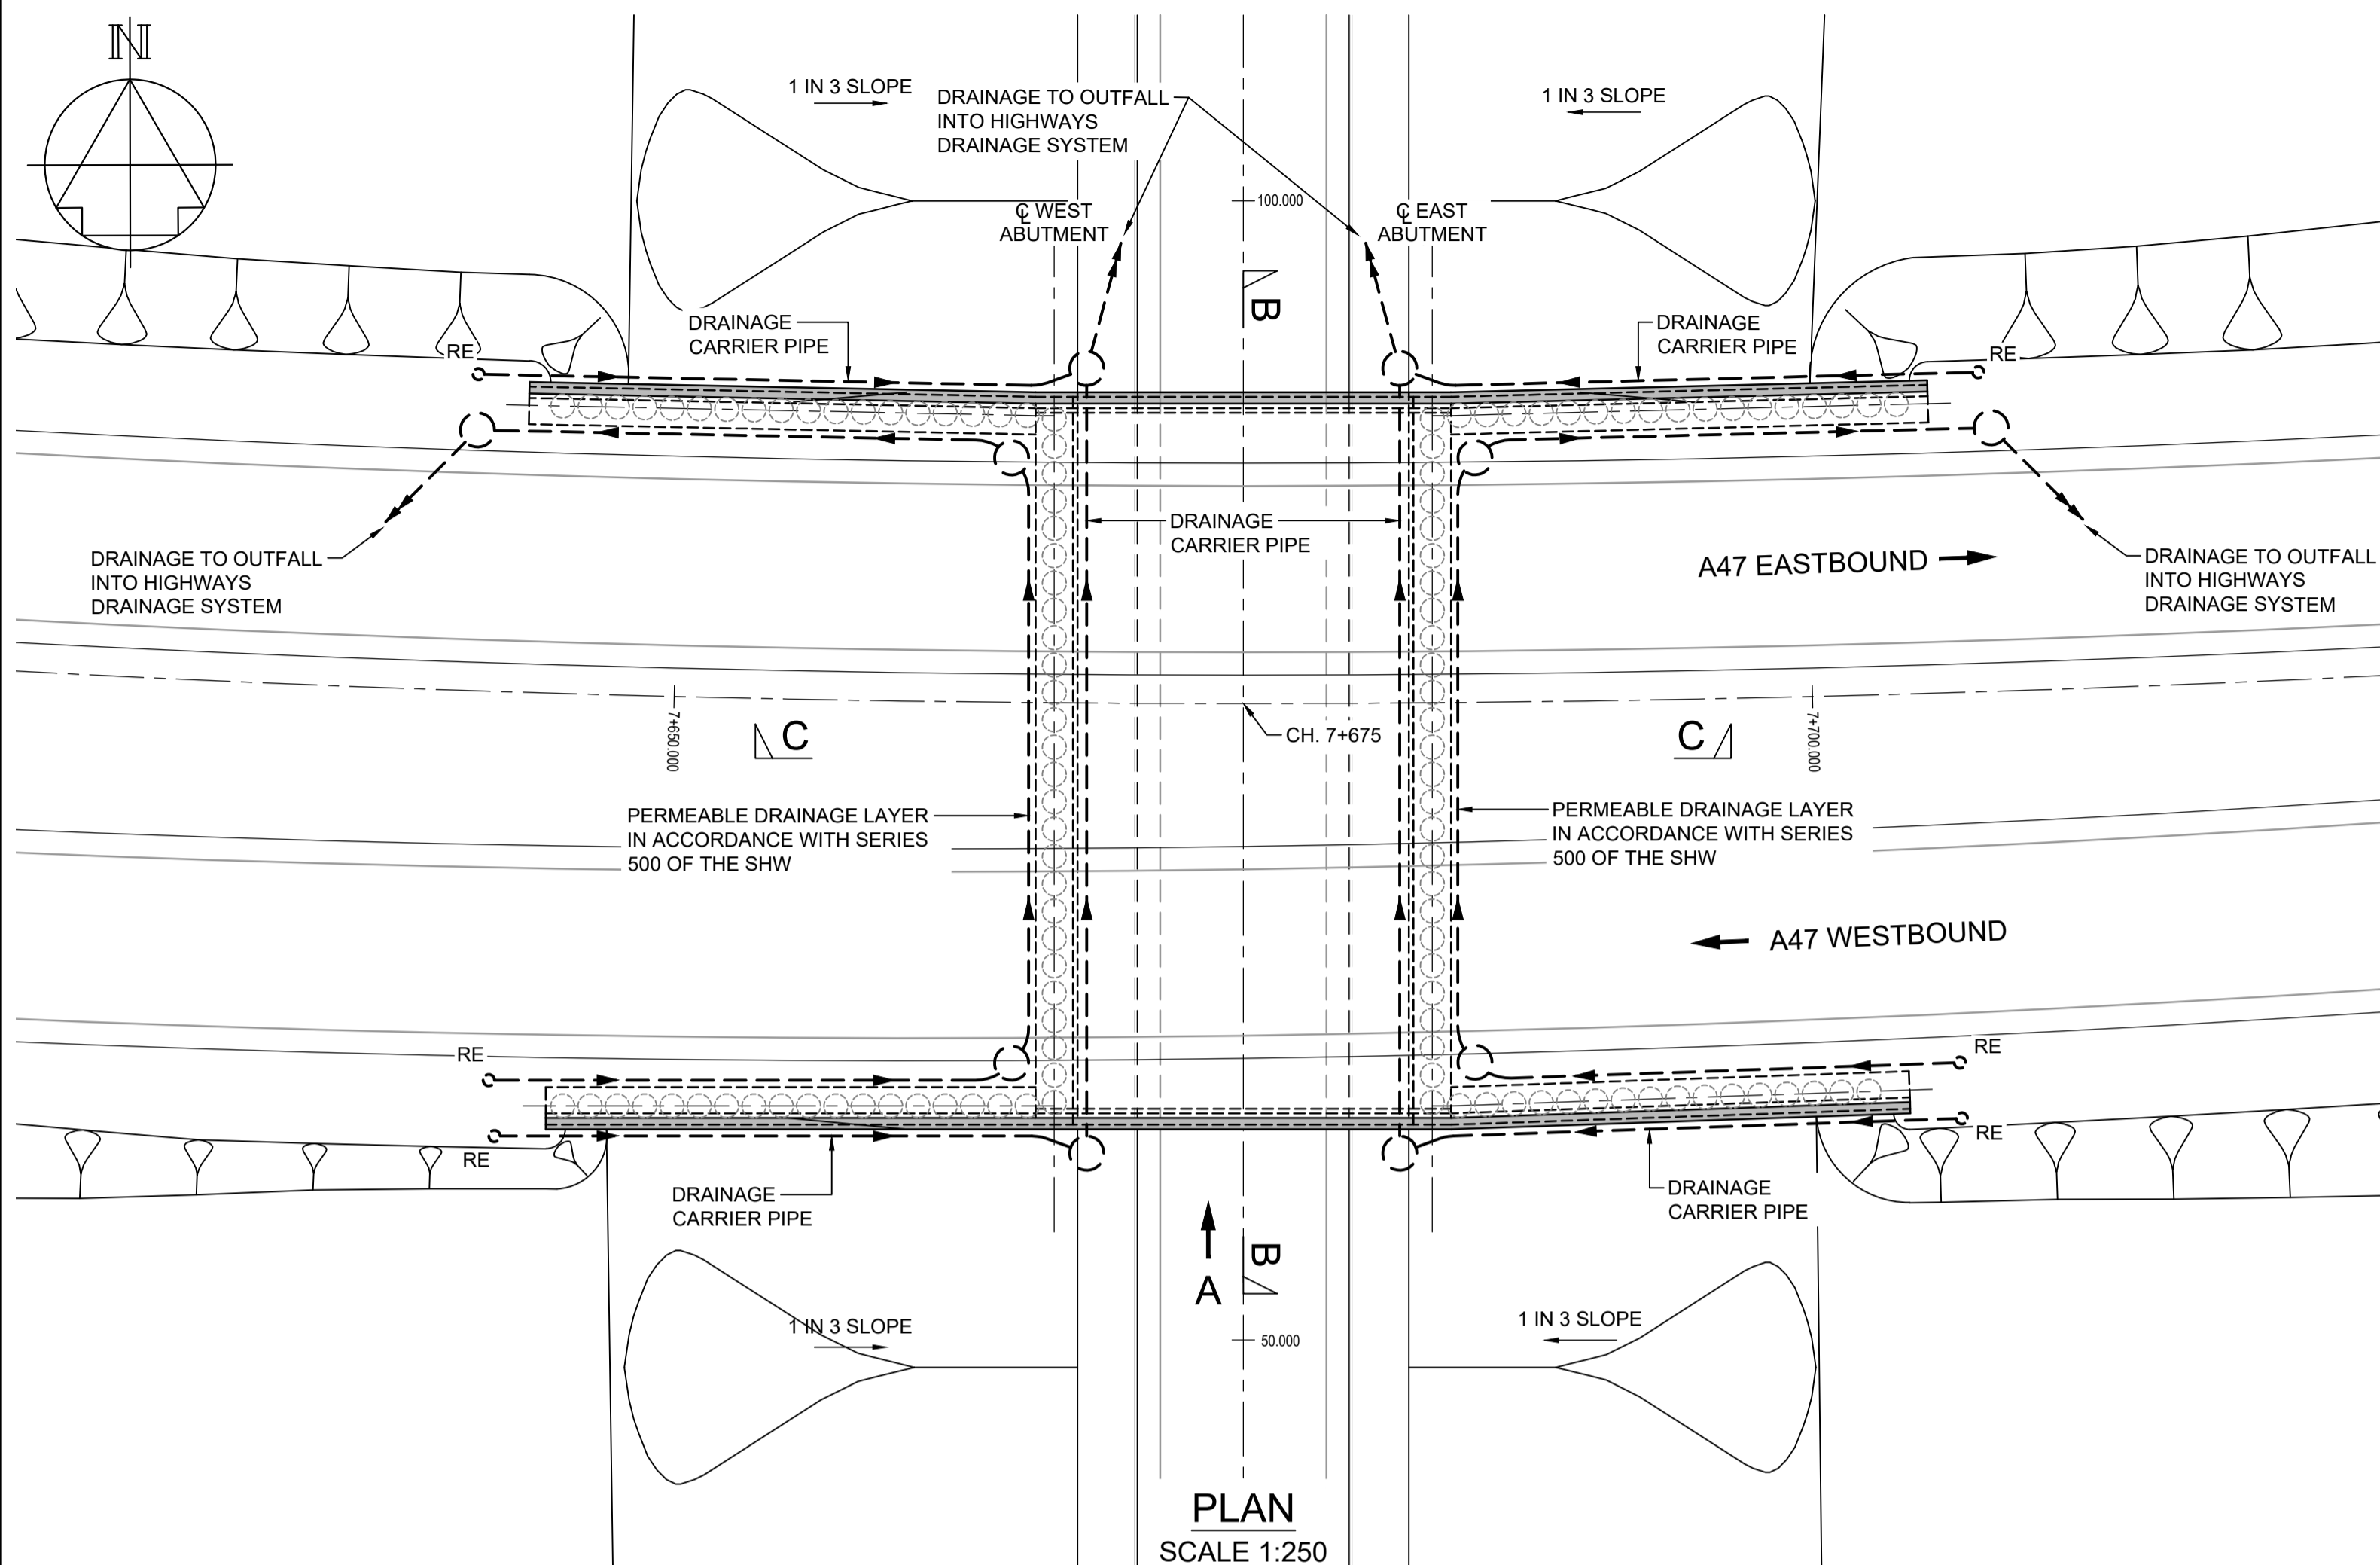 N
1 IN 3 SLOPE
DRAINAGE TO OUTFALL
INTO HIGHWAYS
DRAINAGE SYSTEM
1 IN 3 SLOPE
100.000
℄ WEST
ABUTMENT
℄ EAST
ABUTMENT
B
DRAINAGE
CARRIER PIPE
DRAINAGE
CARRIER PIPE
RE
RE
DRAINAGE
CARRIER PIPE
DRAINAGE TO OUTFALL
INTO HIGHWAYS
DRAINAGE SYSTEM
A47 EASTBOUND
DRAINAGE TO OUTFALL
INTO HIGHWAYS
DRAINAGE SYSTEM
7+650.000
C
CH. 7+675
C
7+700.000
PERMEABLE DRAINAGE LAYER
IN ACCORDANCE WITH SERIES
500 OF THE SHW
PERMEABLE DRAINAGE LAYER
IN ACCORDANCE WITH SERIES
500 OF THE SHW
A47 WESTBOUND
RE
RE
RE
RE
DRAINAGE
CARRIER PIPE
DRAINAGE
CARRIER PIPE
B
A
1 IN 3 SLOPE
1 IN 3 SLOPE
50.000
PLAN
SCALE 1:250